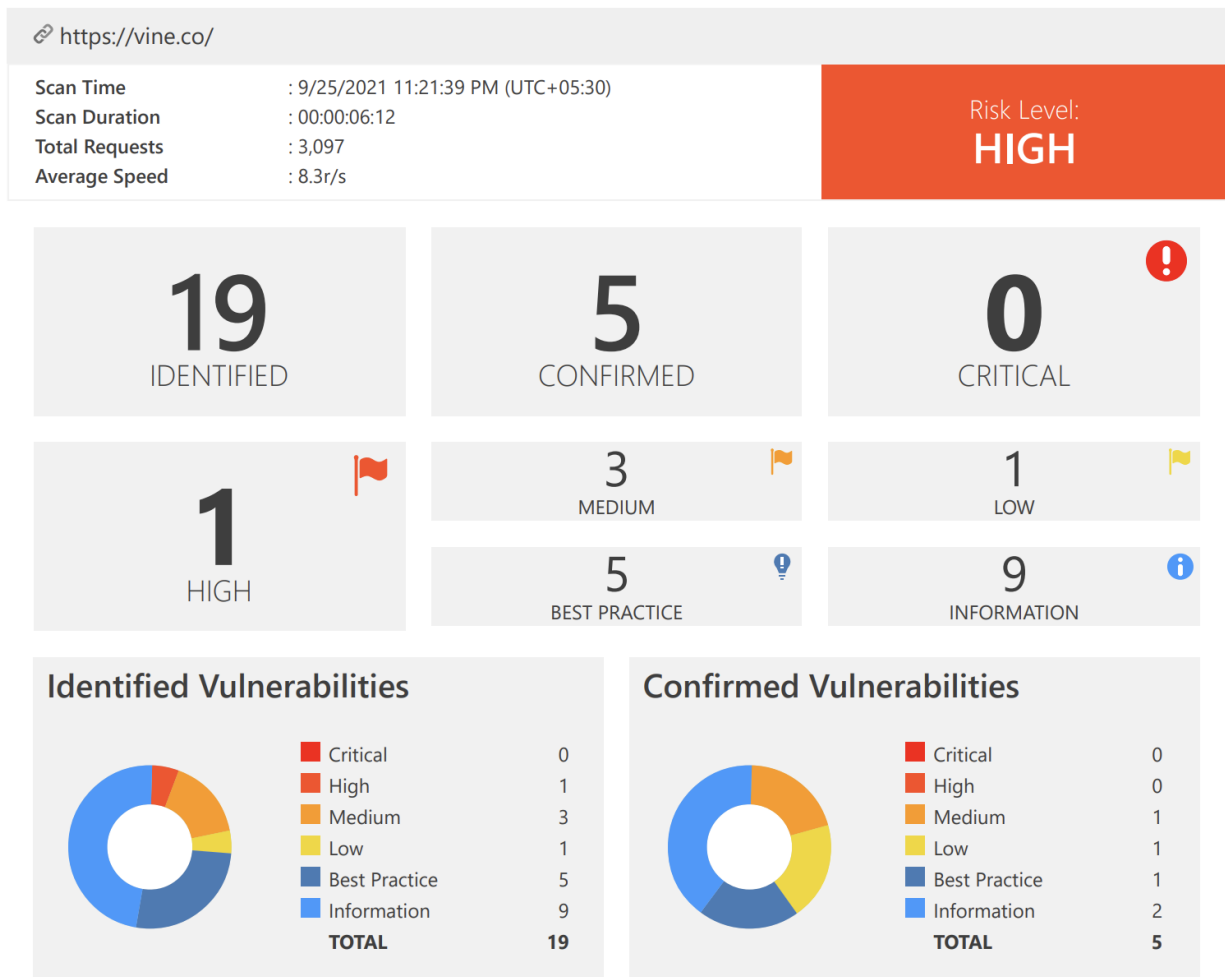 https://vine.co/
Scan Time : 9/25/2021 11:21:39 PM (UTC+05:30)
Scan Duration : 00:00:06:12
Total Requests : 3,097
Average Speed : 8.3r/s
Risk Level:
HIGH
19
IDENTIFIED
5
CONFIRMED
0
CRITICAL
1
HIGH
3
MEDIUM
1
LOW
5
BEST PRACTICE
9
INFORMATION
Identified Vulnerabilities
Critical 0
High 1
Medium 3
Low 1
Best Practice 5
Information 9
TOTAL 19
Confirmed Vulnerabilities
Critical 0
High 0
Medium 1
Low 1
Best Practice 1
Information 2
TOTAL 5